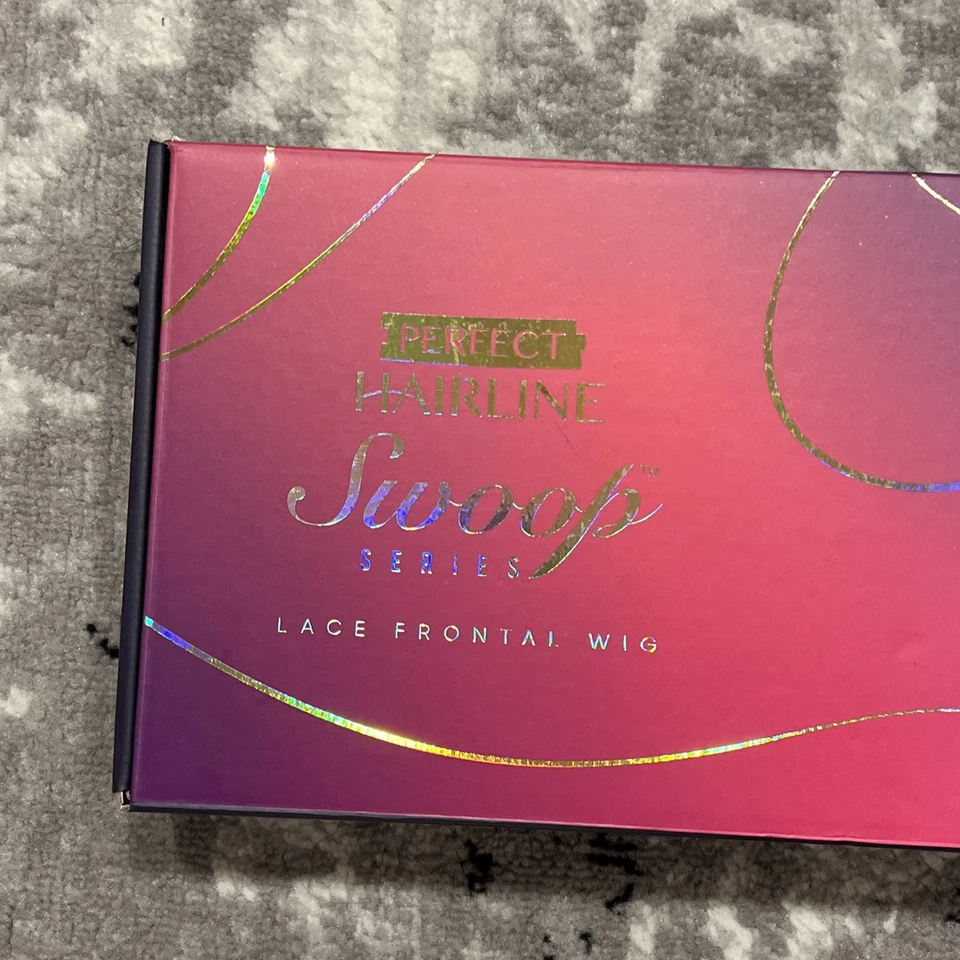 PERFECT
HAIRLINE
Swoop™
SERIES
LACE FRONTAL WIG